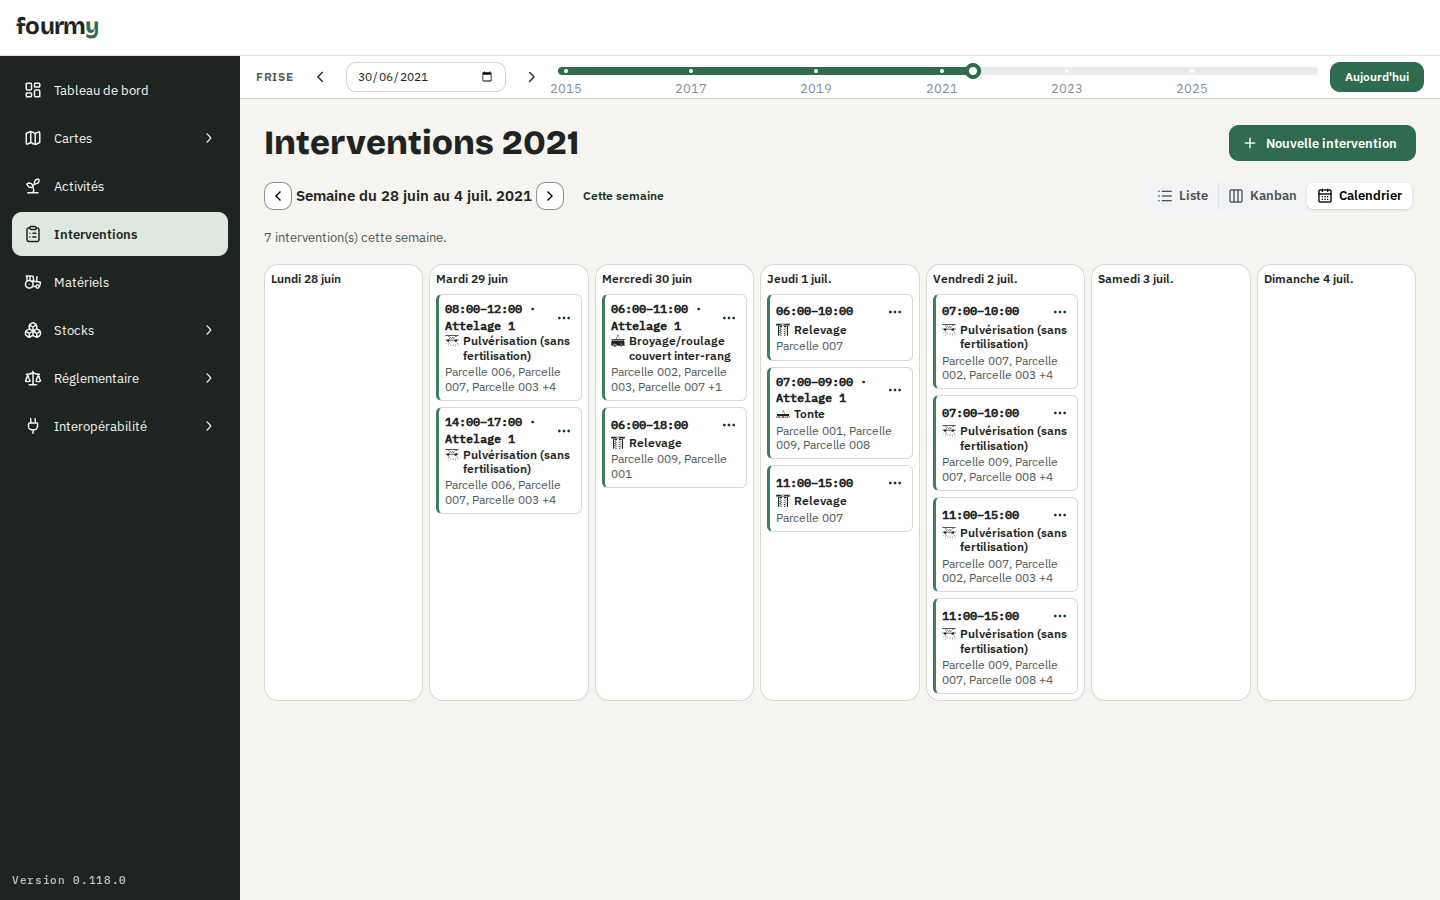 fourmy
FRISE
30/06/2021
2015
2017
2019
2021
2023
2025
Aujourd'hui
Tableau de bord
Cartes
Activités
Interventions
Matériels
Stocks
Réglementaire
Interopérabilité
Version 0.118.0
Interventions 2021
Nouvelle intervention
Semaine du 28 juin au 4 juil. 2021
Cette semaine
Liste
Kanban
Calendrier
7 intervention(s) cette semaine.
Lundi 28 juin
Mardi 29 juin
08:00–12:00 ·
Attelage 1
Pulvérisation (sans
fertilisation)
Parcelle 006, Parcelle
007, Parcelle 003 +4
14:00–17:00 ·
Attelage 1
Pulvérisation (sans
fertilisation)
Parcelle 006, Parcelle
007, Parcelle 003 +4
Mercredi 30 juin
06:00–11:00 ·
Attelage 1
Broyage/roulage
couvert inter-rang
Parcelle 002, Parcelle
003, Parcelle 007 +1
06:00–18:00
Relevage
Parcelle 009, Parcelle
001
Jeudi 1 juil.
06:00–10:00
Relevage
Parcelle 007
07:00–09:00 ·
Attelage 1
Tonte
Parcelle 001, Parcelle
009, Parcelle 008
11:00–15:00
Relevage
Parcelle 007
Vendredi 2 juil.
07:00–10:00
Pulvérisation (sans
fertilisation)
Parcelle 007, Parcelle
002, Parcelle 003 +4
07:00–10:00
Pulvérisation (sans
fertilisation)
Parcelle 009, Parcelle
007, Parcelle 008 +4
11:00–15:00
Pulvérisation (sans
fertilisation)
Parcelle 007, Parcelle
002, Parcelle 003 +4
11:00–15:00
Pulvérisation (sans
fertilisation)
Parcelle 009, Parcelle
007, Parcelle 008 +4
Samedi 3 juil.
Dimanche 4 juil.